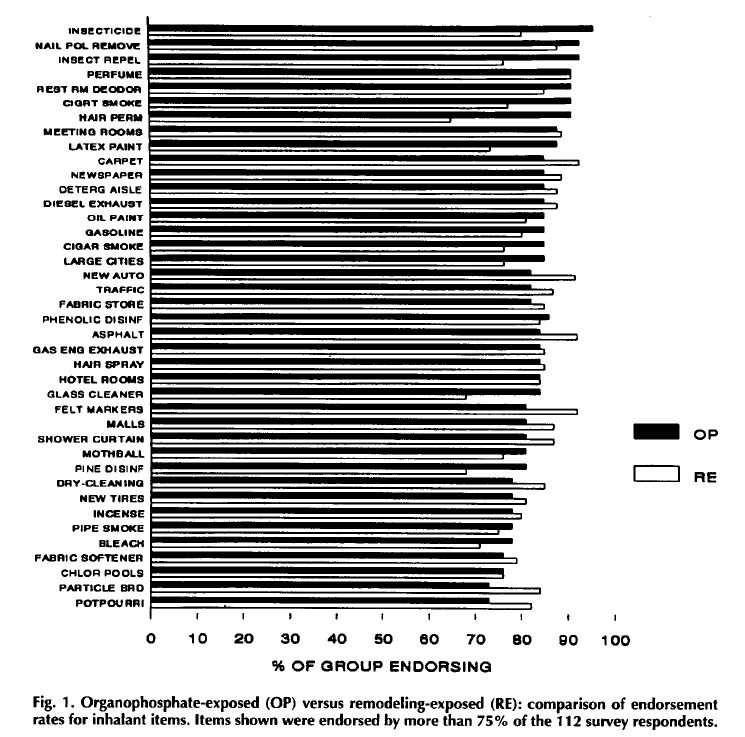 INSECTICIDE
NAIL POL REMOVE
INSECT REPEL
PERFUME
REST RM DEODOR
CIGRT SMOKE
HAIR PERM
MEETING ROOMS
LATEX PAINT
CARPET
NEWSPAPER
DETERG AISLE
DIESEL EXHAUST
OIL PAINT
GASOLINE
CIGAR SMOKE
LARGE CITIES
NEW AUTO
TRAFFIC
FABRIC STORE
PHENOLIC DISINF
ASPHALT
GAS ENG EXHAUST
HAIR SPRAY
HOTEL ROOMS
GLASS CLEANER
FELT MARKERS
MALLS
SHOWER CURTAIN
MOTHBALL
PINE DISINF
DRY-CLEANING
NEW TIRES
INCENSE
PIPE SMOKE
BLEACH
FABRIC SOFTENER
CHLOR POOLS
PARTICLE BRD
POTPOURRI
OP
RE
0 10 20 30 40 50 60 70 80 90 100
% OF GROUP ENDORSING
Fig. 1. Organophosphate-exposed (OP) versus remodeling-exposed (RE): comparison of endorsement
rates for inhalant items. Items shown were endorsed by more than 75% of the 112 survey respondents.